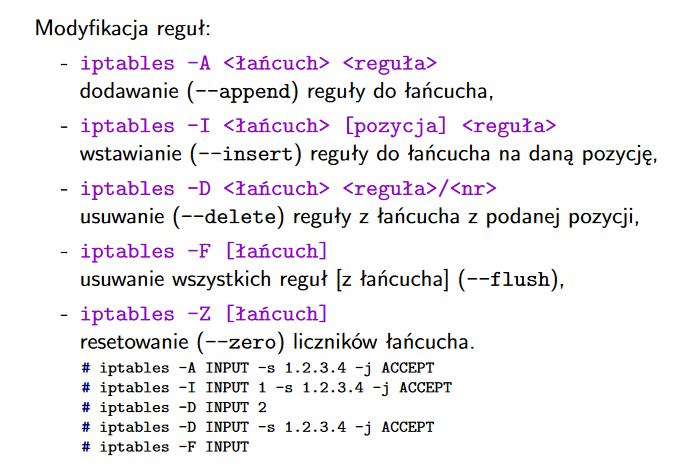 Modyfikacja reguł:
- iptables -A <łańcuch> <reguła>
dodawanie (--append) reguły do łańcucha,
- iptables -I <łańcuch> [pozycja] <reguła>
wstawianie (--insert) reguły do łańcucha na daną pozycję,
- iptables -D <łańcuch> <reguła>/<nr>
usuwanie (--delete) reguły z łańcucha z podanej pozycji,
- iptables -F [łańcuch]
usuwanie wszystkich reguł [z łańcucha] (--flush),
- iptables -Z [łańcuch]
resetowanie (--zero) liczników łańcucha.
# iptables -A INPUT -s 1.2.3.4 -j ACCEPT
# iptables -I INPUT 1 -s 1.2.3.4 -j ACCEPT
# iptables -D INPUT 2
# iptables -D INPUT -s 1.2.3.4 -j ACCEPT
# iptables -F INPUT